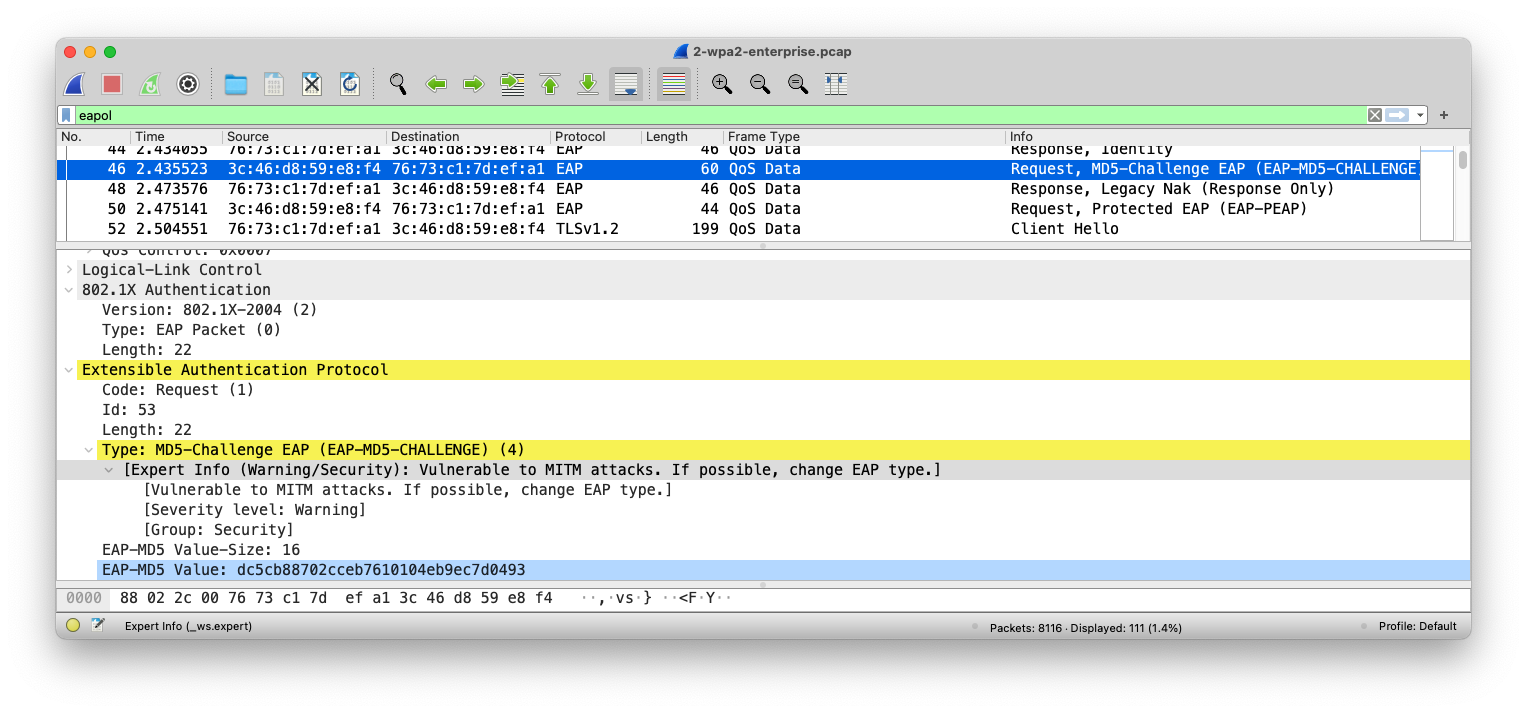 2-wpa2-enterprise.pcap
eapol
No. Time Source Destination Protocol Length Frame Type Info
44 2.434055 76:73:c1:7d:ef:a1 3c:46:d8:59:e8:f4 EAP 46 QoS Data Response, Identity
46 2.435523 3c:46:d8:59:e8:f4 76:73:c1:7d:ef:a1 EAP 60 QoS Data Request, MD5-Challenge EAP (EAP-MD5-CHALLENGE
48 2.473576 76:73:c1:7d:ef:a1 3c:46:d8:59:e8:f4 EAP 46 QoS Data Response, Legacy Nak (Response Only)
50 2.475141 3c:46:d8:59:e8:f4 76:73:c1:7d:ef:a1 EAP 44 QoS Data Request, Protected EAP (EAP-PEAP)
52 2.504551 76:73:c1:7d:ef:a1 3c:46:d8:59:e8:f4 TLSv1.2 199 QoS Data Client Hello
QoS Control: 0x0007
Logical-Link Control
802.1X Authentication
Version: 802.1X-2004 (2)
Type: EAP Packet (0)
Length: 22
Extensible Authentication Protocol
Code: Request (1)
Id: 53
Length: 22
Type: MD5-Challenge EAP (EAP-MD5-CHALLENGE) (4)
[Expert Info (Warning/Security): Vulnerable to MITM attacks. If possible, change EAP type.]
[Vulnerable to MITM attacks. If possible, change EAP type.]
[Severity level: Warning]
[Group: Security]
EAP-MD5 Value-Size: 16
EAP-MD5 Value: dc5cb88702cceb7610104eb9ec7d0493
0000 88 02 2c 00 76 73 c1 7d ef a1 3c 46 d8 59 e8 f4 ··,·vs·} ··<F·Y··
Expert Info (_ws.expert) Packets: 8116 · Displayed: 111 (1.4%) Profile: Default